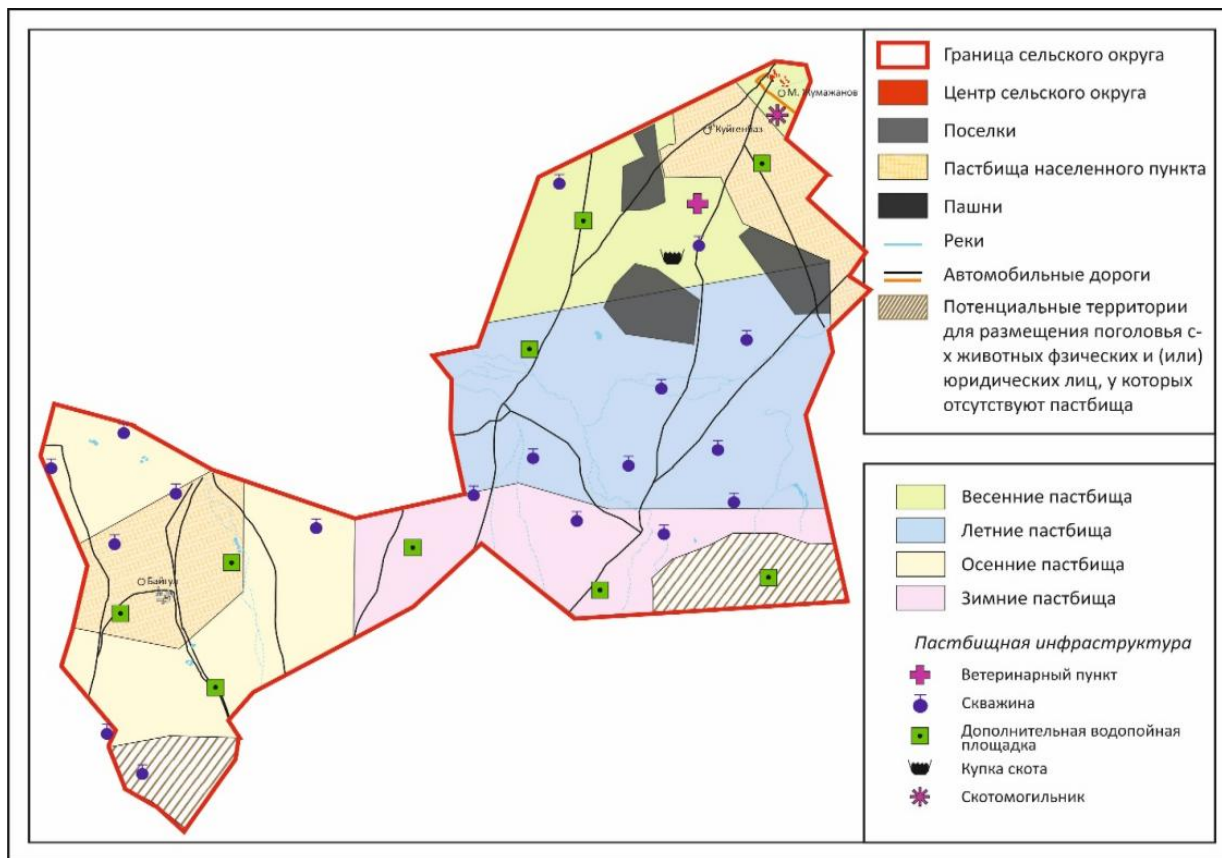 М. Жумажанов
Куйгенбаз
Байгул
Граница сельского округа
Центр сельского округа
Поселки
Пастбища населенного пункта
Пашни
Реки
Автомобильные дороги
Потенциальные территории
для размещения поголовья с-
х животных фзических и (или)
юридических лиц, у которых
отсутствуют пастбища
Весенние пастбища
Летние пастбища
Осенние пастбища
Зимние пастбища
Пастбищная инфраструктура
Ветеринарный пункт
Скважина
Дополнительная водопойная
площадка
Купка скота
Скотомогильник